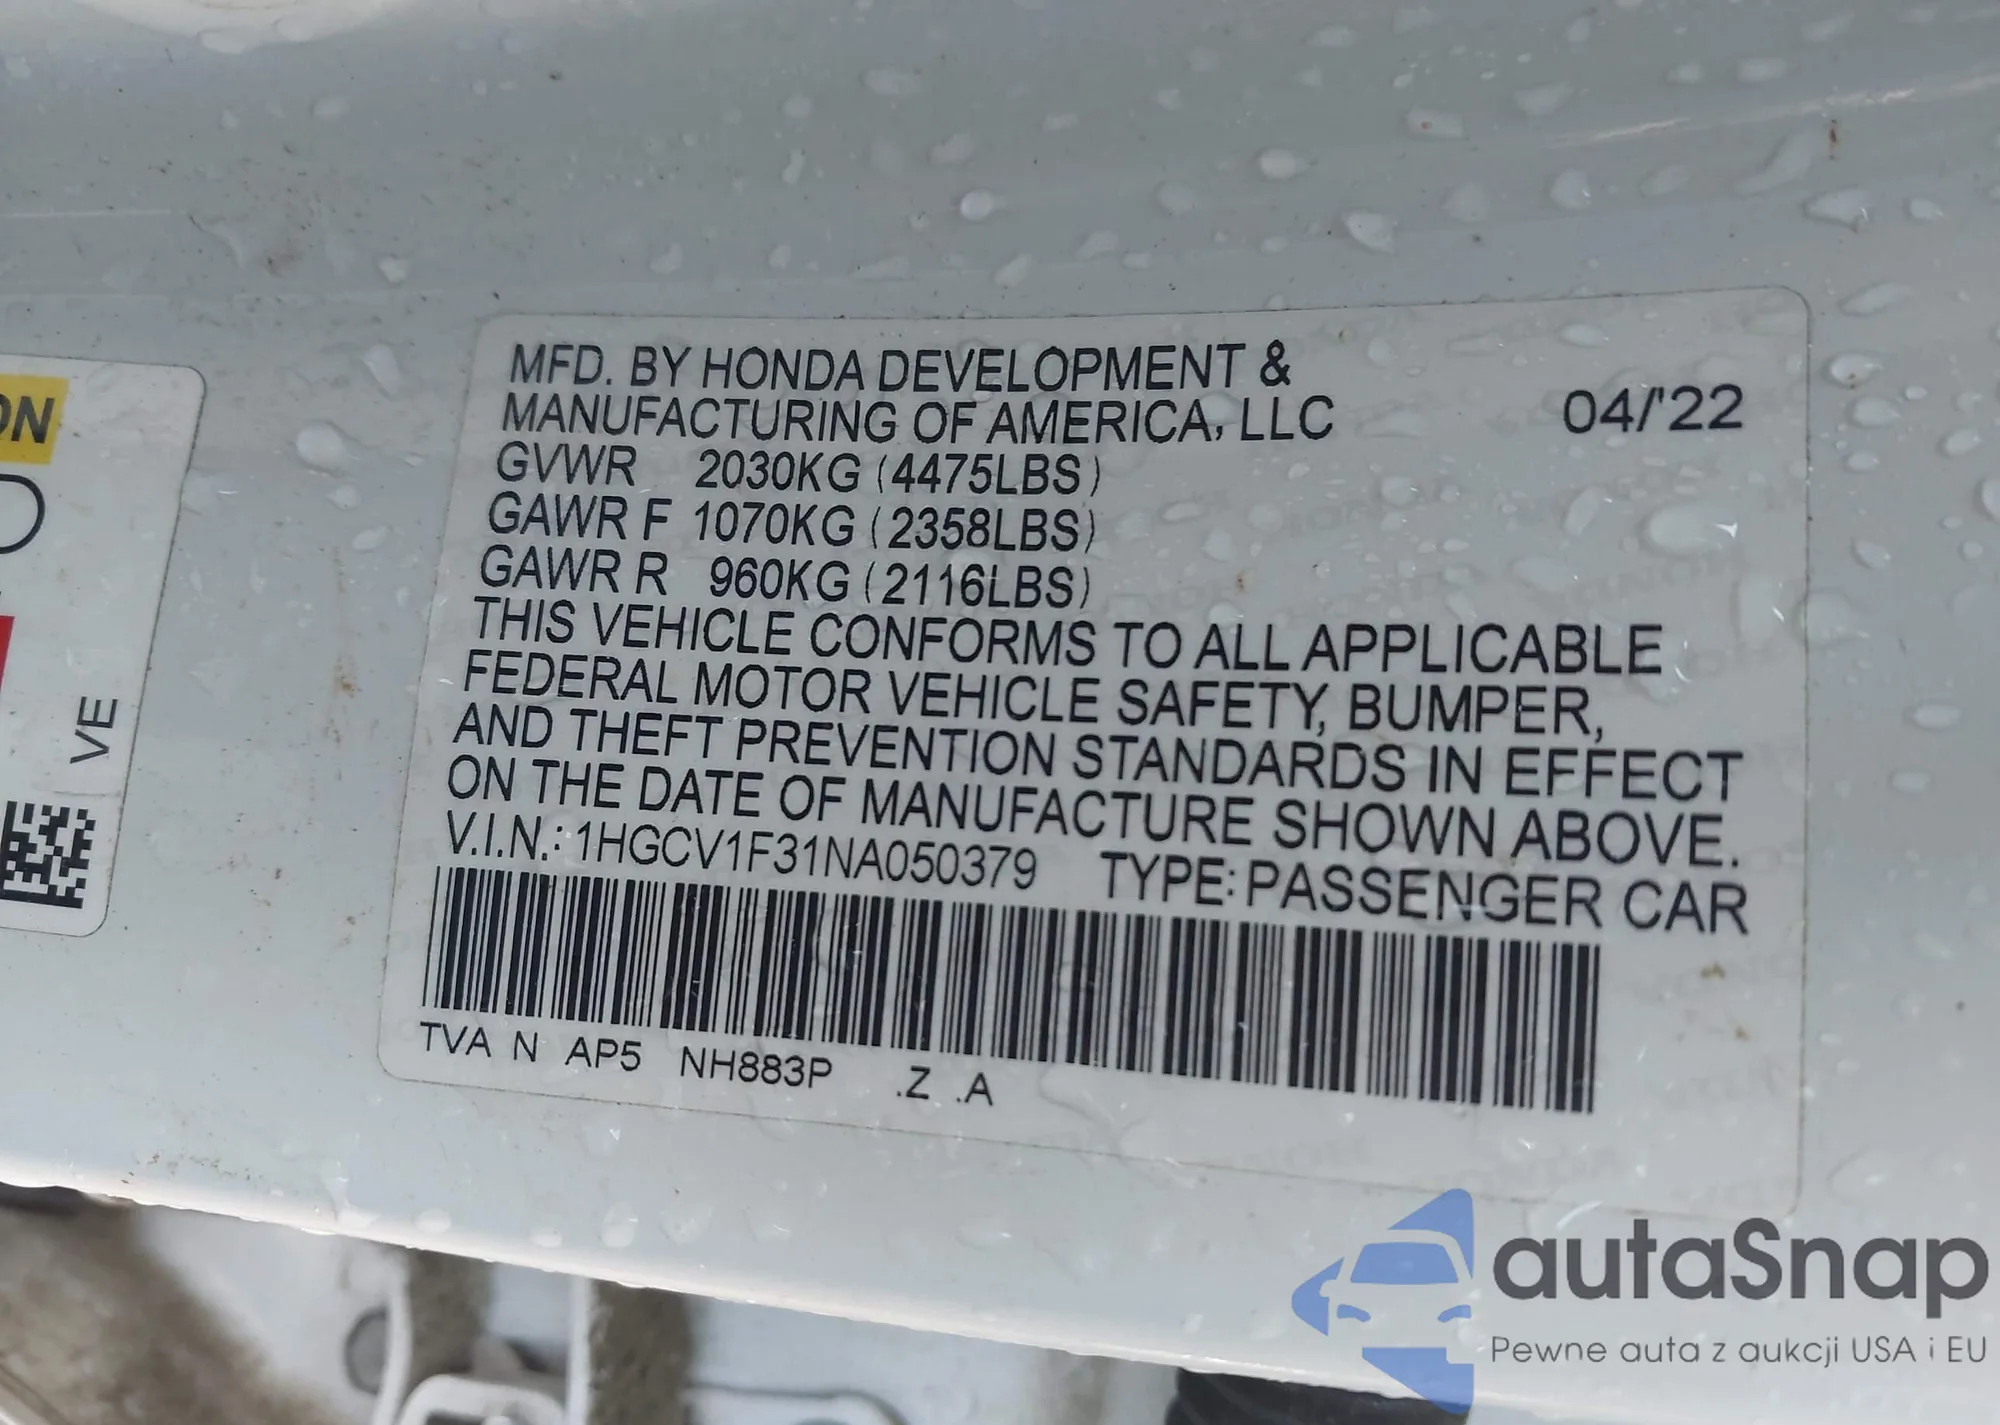 ON
VE
MFD. BY HONDA DEVELOPMENT &
MANUFACTURING OF AMERICA, LLC 04/'22
GVWR 2030KG (4475LBS)
GAWR F 1070KG (2358LBS)
GAWR R 960KG (2116LBS)
THIS VEHICLE CONFORMS TO ALL APPLICABLE
FEDERAL MOTOR VEHICLE SAFETY, BUMPER,
AND THEFT PREVENTION STANDARDS IN EFFECT
ON THE DATE OF MANUFACTURE SHOWN ABOVE.
V.I.N.: 1HGCV1F31NA050379 TYPE: PASSENGER CAR
TVA N AP5 NH883P .Z .A
autaSnap
Pewne auta z aukcji USA i EU